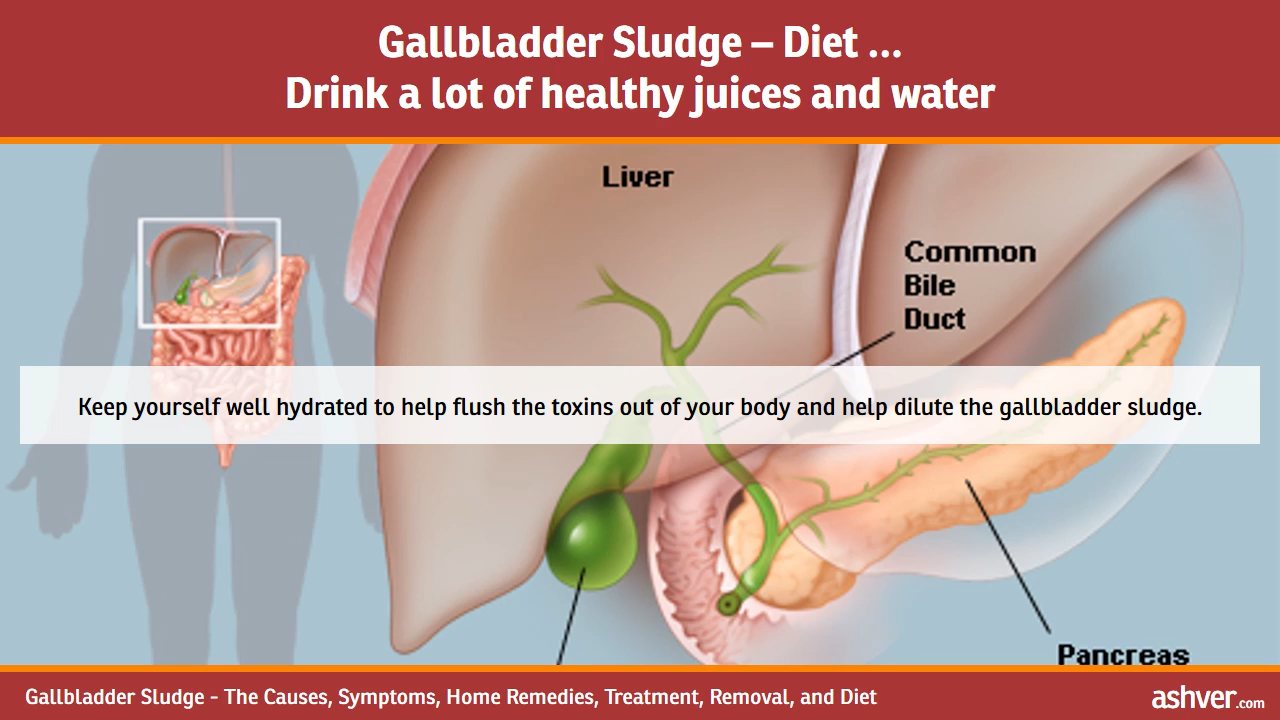 Gallbladder Sludge – Diet ...
Drink a lot of healthy juices and water
Liver
Common
Bile
Duct
Keep yourself well hydrated to help flush the toxins out of your body and help dilute the gallbladder sludge.
Pancreas
Gallbladder Sludge - The Causes, Symptoms, Home Remedies, Treatment, Removal, and Diet
ashver.com